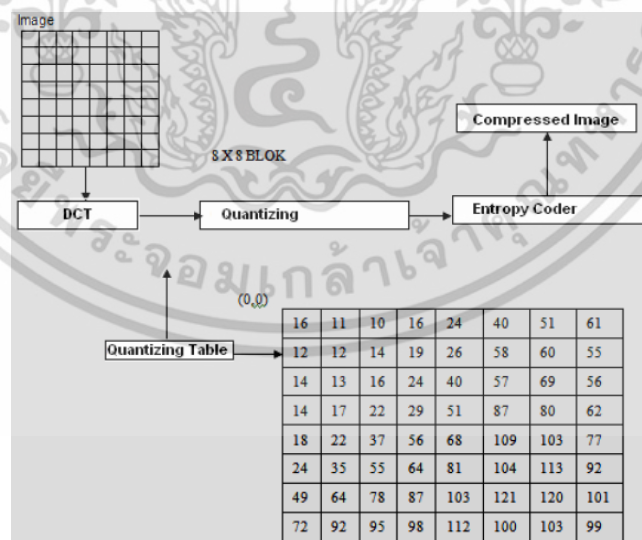 Image
8 X 8 BLOK
Compressed Image
DCT
Quantizing
Entropy Coder
(0,0)
Quantizing Table
16 11 10 16 24 40 51 61
12 12 14 19 26 58 60 55
14 13 16 24 40 57 69 56
14 17 22 29 51 87 80 62
18 22 37 56 68 109 103 77
24 35 55 64 81 104 113 92
49 64 78 87 103 121 120 101
72 92 95 98 112 100 103 99